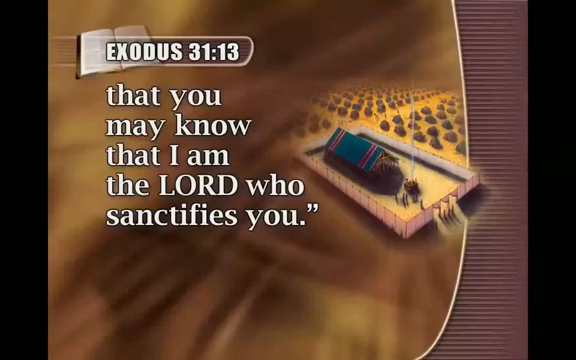 EXODUS 31:13
that you
may know
that I am
the LORD who
sanctifies you.”